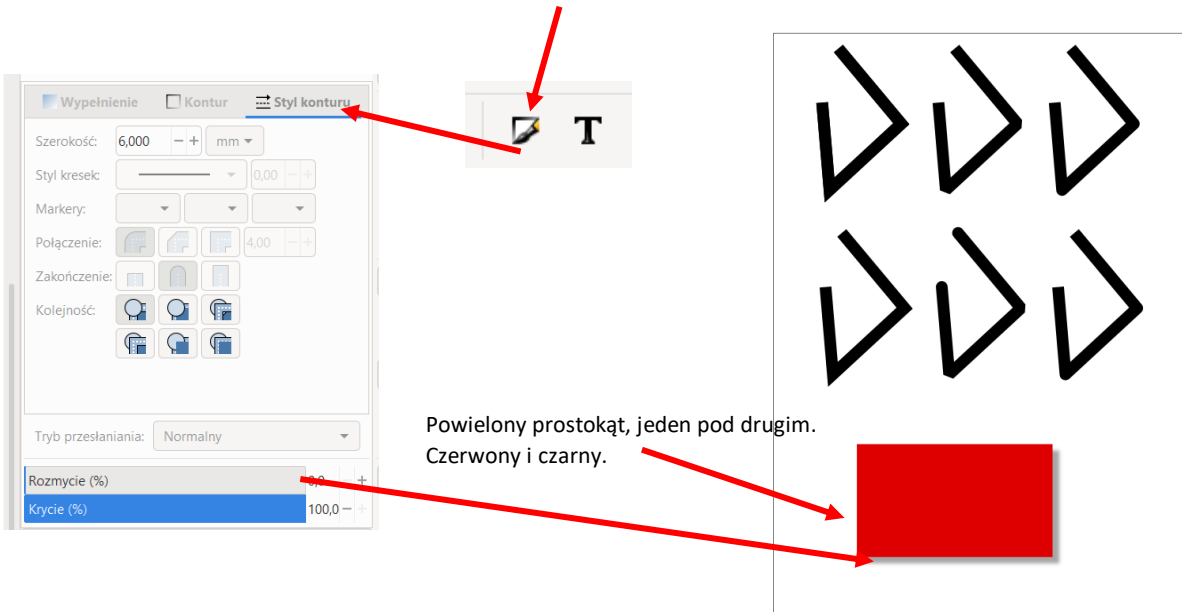 Wypełnienie Kontur Styl konturu
Szerokość: 6,000 − + mm
Styl kresek: 0,00 − +
Markery:
Połączenie: 4,00 − +
Zakończenie:
Kolejność:
Tryb przesłaniania: Normalny
Rozmycie (%) 0,0 +
Krycie (%) 100,0 − +
T
Powielony prostokąt, jeden pod drugim.
Czerwony i czarny.